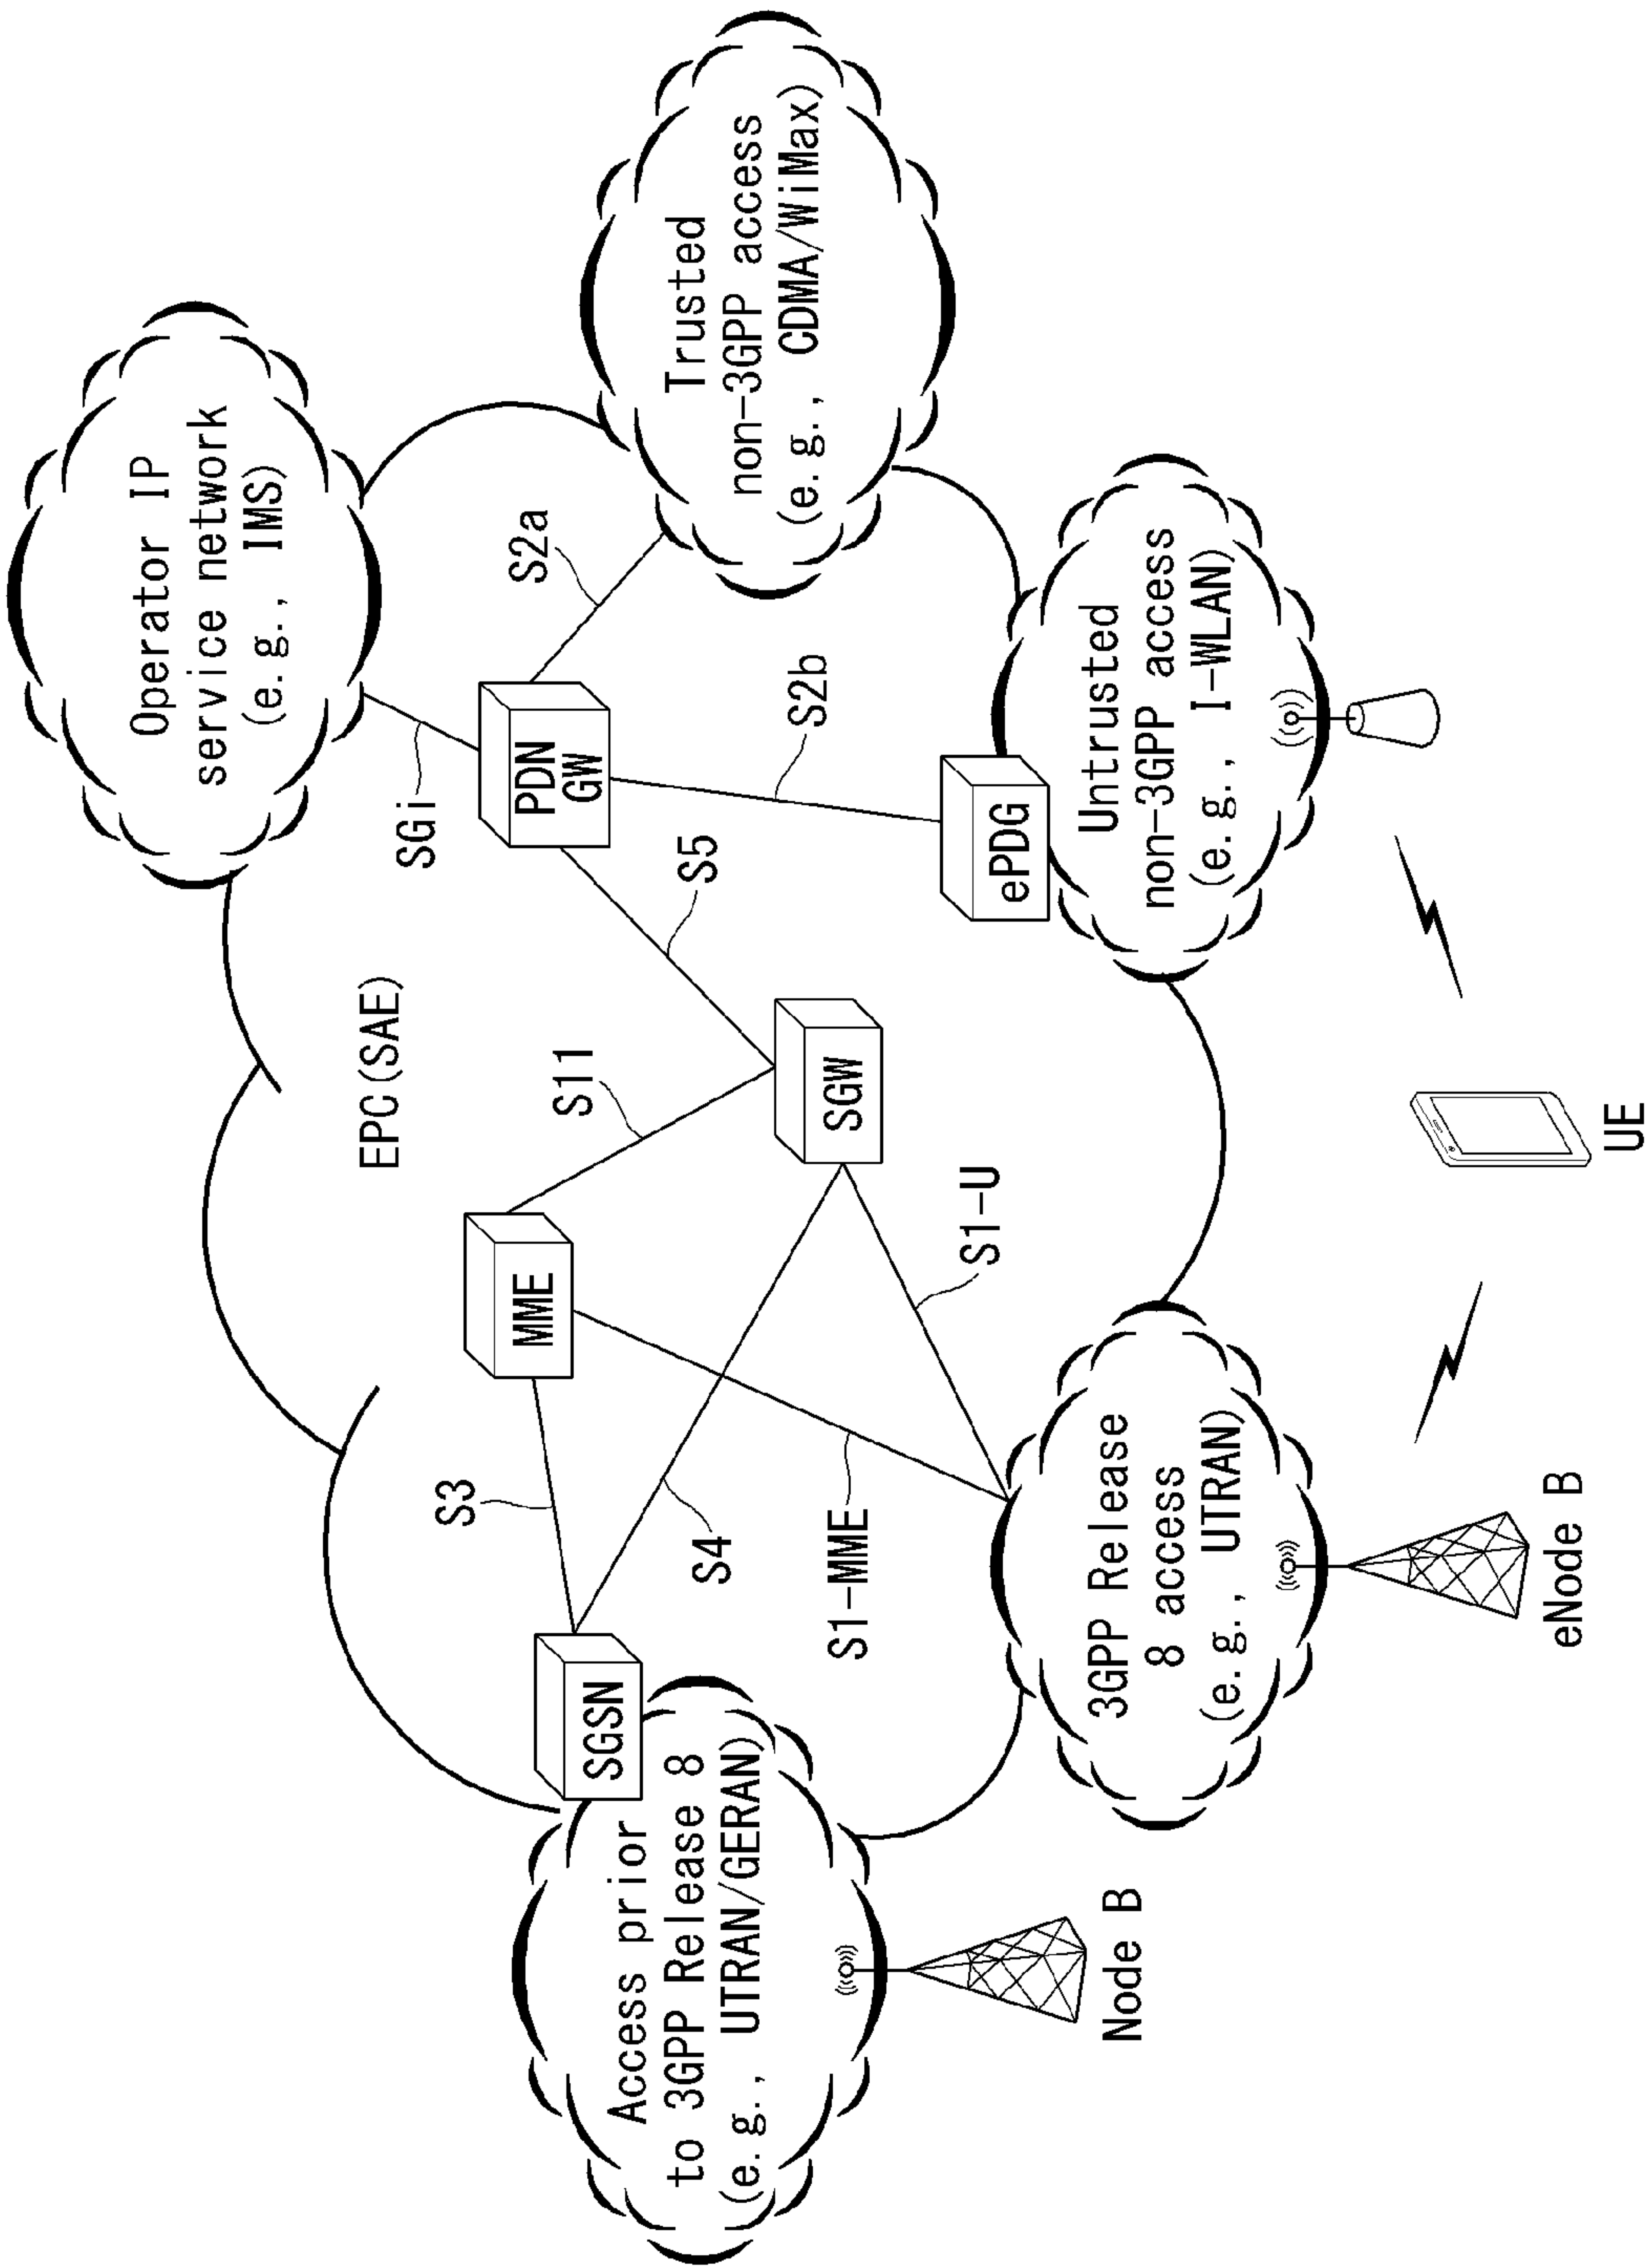 Operator IP
service network
(e.g., IMS)
SGi
EPC(SAE)
PDN
GW
S2a
Trusted
non-3GPP access
(e.g., CDMA/WiMax)
S3
MME
S11
S5
S2b
SGSN
S4
SGW
Access prior
to 3GPP Release 8
(e.g., UTRAN/GERAN)
S1-MME
S1-U
ePDG
Node B
3GPP Release
8 access
(e.g., UTRAN)
Untrusted
non-3GPP access
(e.g., I-WLAN)
eNode B
UE